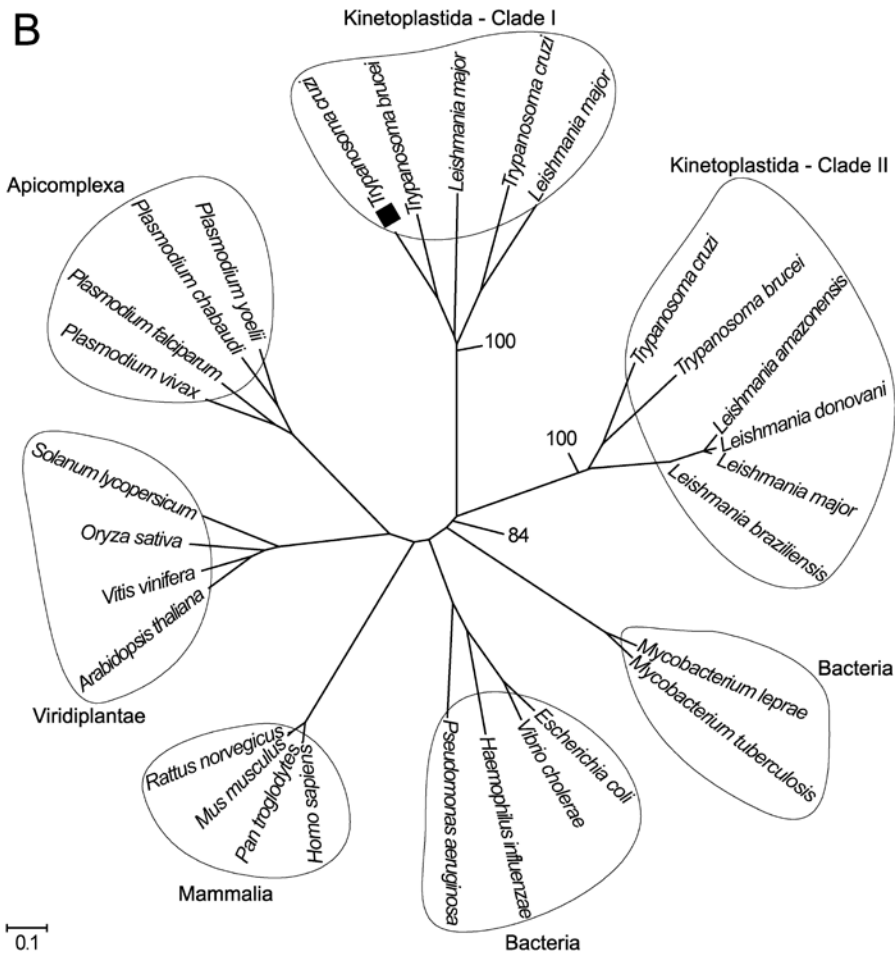 B
Kinetoplastida - Clade I
Trypanosoma cruzi
Trypanosoma brucei
Leishmania major
Trypanosoma cruzi
Leishmania major
100
Kinetoplastida - Clade II
Trypanosoma cruzi
Trypanosoma brucei
Leishmania amazonensis
Leishmania donovani
Leishmania major
Leishmania braziliensis
100
84
Apicomplexa
Plasmodium yoelii
Plasmodium chabaudi
Plasmodium falciparum
Plasmodium vivax
Solanum lycopersicum
Oryza sativa
Vitis vinifera
Arabidopsis thaliana
Viridiplantae
Rattus norvegicus
Mus musculus
Pan troglodytes
Homo sapiens
Mammalia
Pseudomonas aeruginosa
Haemophilus influenzae
Vibrio cholerae
Escherichia coli
Bacteria
Mycobacterium leprae
Mycobacterium tuberculosis
Bacteria
0.1